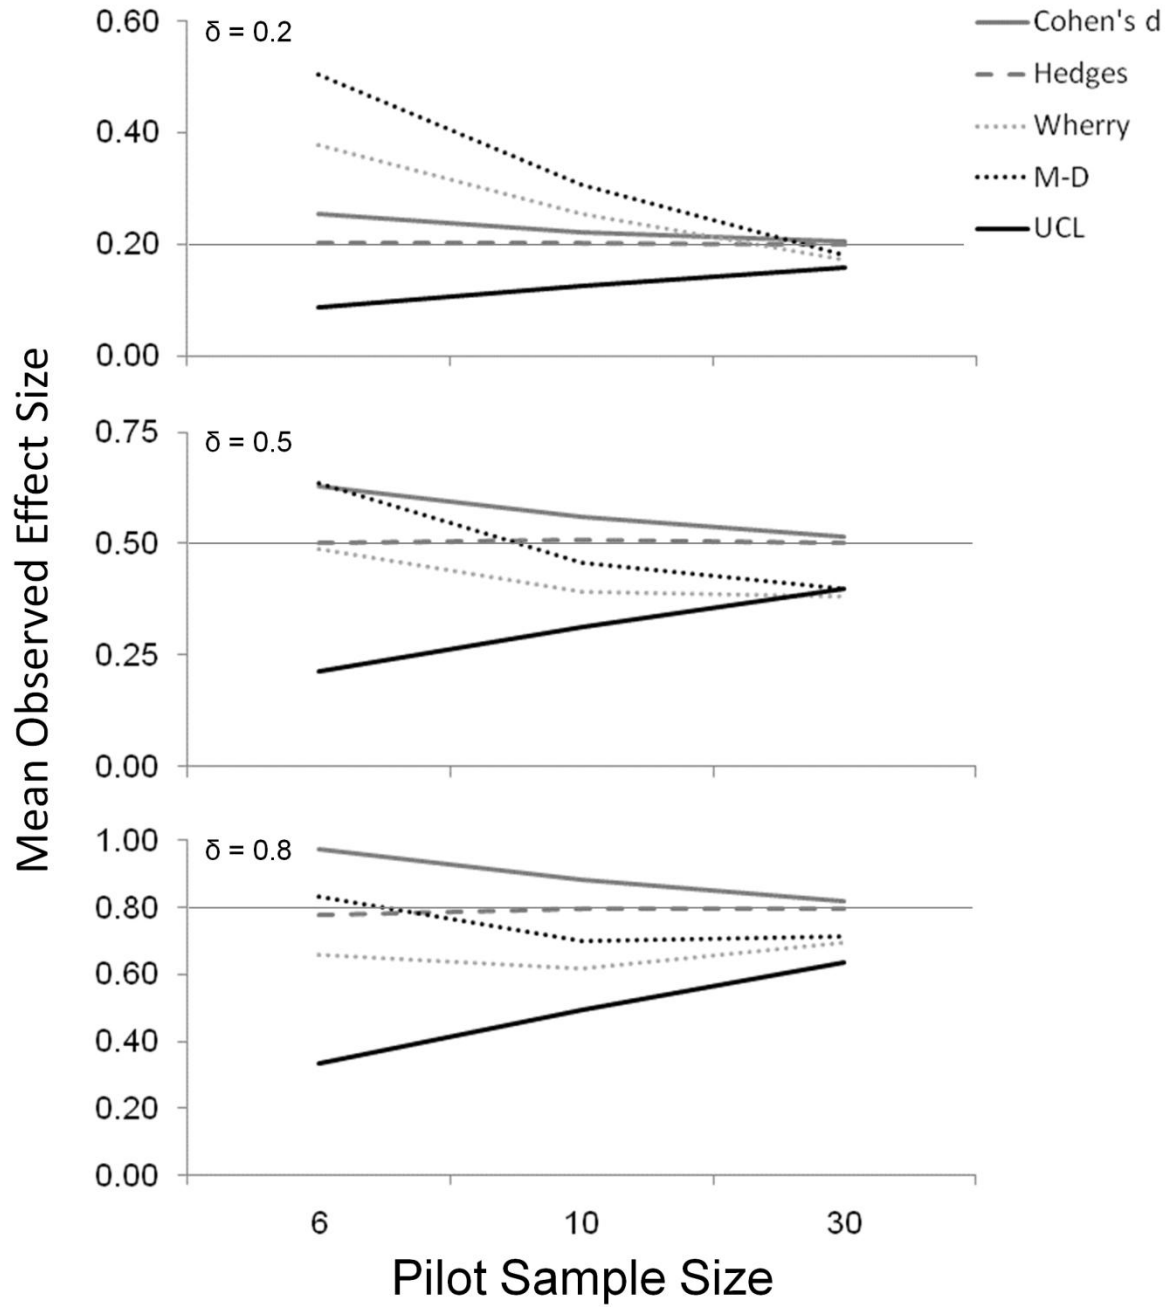 δ = 0.2
0.60
0.40
0.20
0.00
Cohen's d
Hedges
Wherry
M-D
UCL
δ = 0.5
0.75
0.50
0.25
0.00
δ = 0.8
1.00
0.80
0.60
0.40
0.20
0.00
6 10 30
Mean Observed Effect Size
Pilot Sample Size